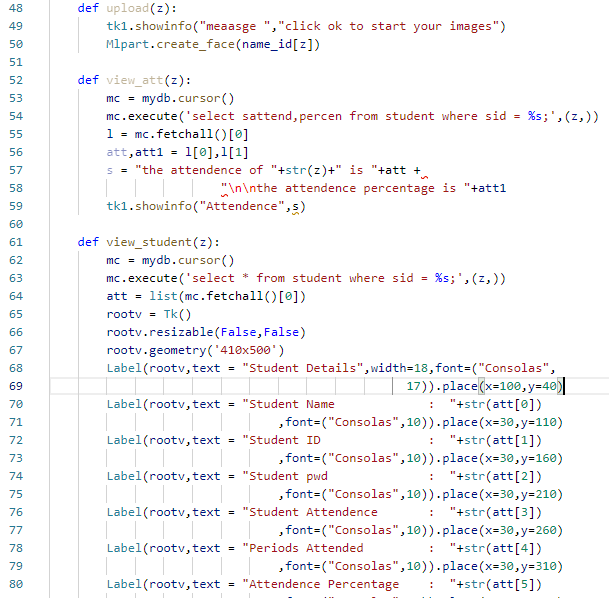 48 def upload(z):
49 tk1.showinfo("meaasge ","click ok to start your images")
50 Mlpart.create_face(name_id[z])
51
52 def view_att(z):
53 mc = mydb.cursor()
54 mc.execute('select sattend,percen from student where sid = %s;',(z,))
55 l = mc.fetchall()[0]
56 att,att1 = l[0],l[1]
57 s = "the attendence of "+str(z)+" is "+att +
58 "\n\nthe attendence percentage is "+att1
59 tk1.showinfo("Attendence",s)
60
61 def view_student(z):
62 mc = mydb.cursor()
63 mc.execute('select * from student where sid = %s;',(z,))
64 att = list(mc.fetchall()[0])
65 rootv = Tk()
66 rootv.resizable(False,False)
67 rootv.geometry('410x500')
68 Label(rootv,text = "Student Details",width=18,font=("Consolas",
69 17)).place(x=100,y=40)
70 Label(rootv,text = "Student Name : "+str(att[0])
71 ,font=("Consolas",10)).place(x=30,y=110)
72 Label(rootv,text = "Student ID : "+str(att[1])
73 ,font=("Consolas",10)).place(x=30,y=160)
74 Label(rootv,text = "Student pwd : "+str(att[2])
75 ,font=("Consolas",10)).place(x=30,y=210)
76 Label(rootv,text = "Student Attendence : "+str(att[3])
77 ,font=("Consolas",10)).place(x=30,y=260)
78 Label(rootv,text = "Periods Attended : "+str(att[4])
79 ,font=("Consolas",10)).place(x=30,y=310)
80 Label(rootv,text = "Attendence Percentage : "+str(att[5])